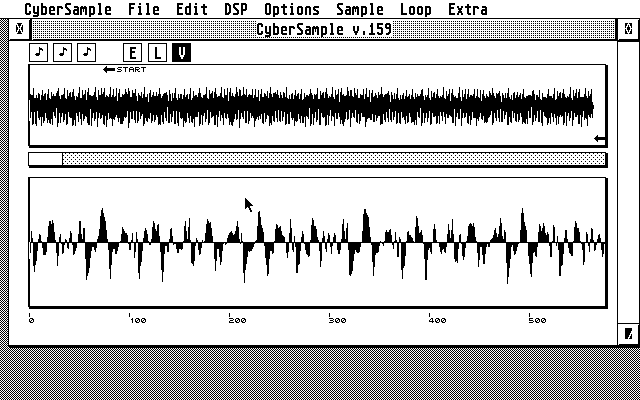 CyberSample File Edit DSP Options Sample Loop Extra
CyberSample v.159
E L V
START
0 100 200 300 400 500